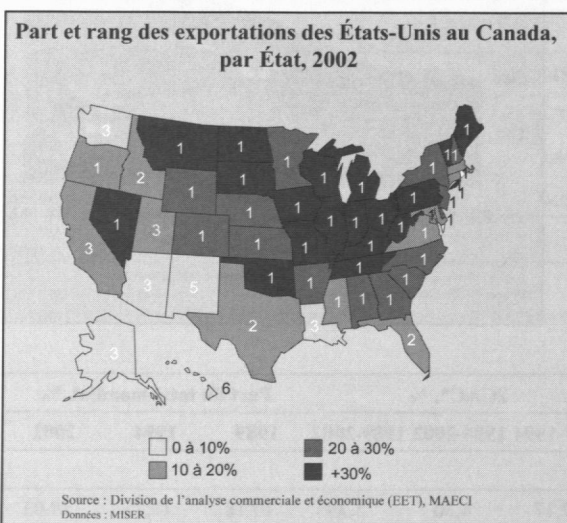 Part et rang des exportations des États-Unis au Canada,
par État, 2002
3 1 1 1 1 1 1 1
1 2 1 1 1 1 1
1 1 1 1 1
3 1 3 1 1 1 1 1 1 1 1 1 1
3 5 1 1 1 1
2 1 1 1 1
3 3 2
6
0 à 10%
20 à 30%
10 à 20%
+30%
Source : Division de l'analyse commerciale et économique (EET), MAECI
Données : MISER